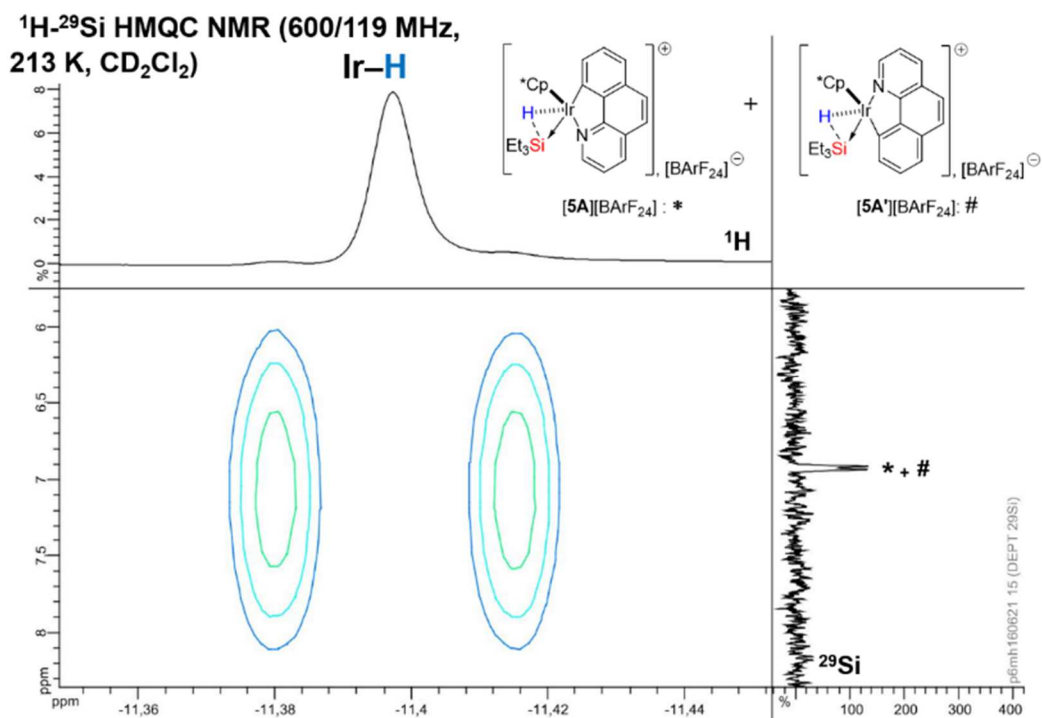 ¹H-²⁹Si HMQC NMR (600/119 MHz,
213 K, CD₂Cl₂)
Ir–H
*Cp
H
Ir
N
Et₃Si
⊕
, [BArF₂₄]⊖
[5A][BArF₂₄] : *
+
*Cp
N
H
Ir
Et₃Si
⊕
, [BArF₂₄]⊖
[5A'][BArF₂₄]: #
8
6
4
2
0
%
¹H
6
6,5
7
7,5
8
ppm
* + #
²⁹Si
p6mh160621 15 (DEPT 29Si)
ppm -11,36 -11,38 -11,4 -11,42 -11,44
% 100 200 300 400